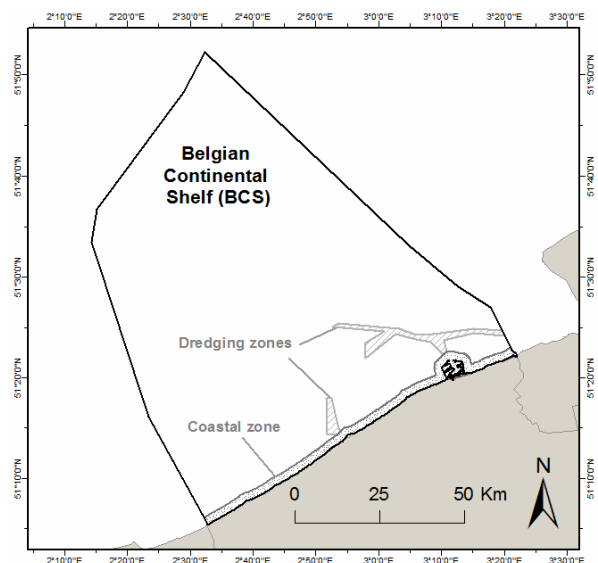 2°10'0"E 2°20'0"E 2°30'0"E 2°40'0"E 2°50'0"E 3°0'0"E 3°10'0"E 3°20'0"E 3°30'0"E
51°50'0"N 51°50'0"N
Belgian
Continental
Shelf (BCS)
51°40'0"N 51°40'0"N
51°30'0"N 51°30'0"N
Dredging zones
51°20'0"N 51°20'0"N
Coastal zone
51°10'0"N 51°10'0"N
N
0 25 50 Km
2°10'0"E 2°20'0"E 2°30'0"E 2°40'0"E 2°50'0"E 3°0'0"E 3°10'0"E 3°20'0"E 3°30'0"E